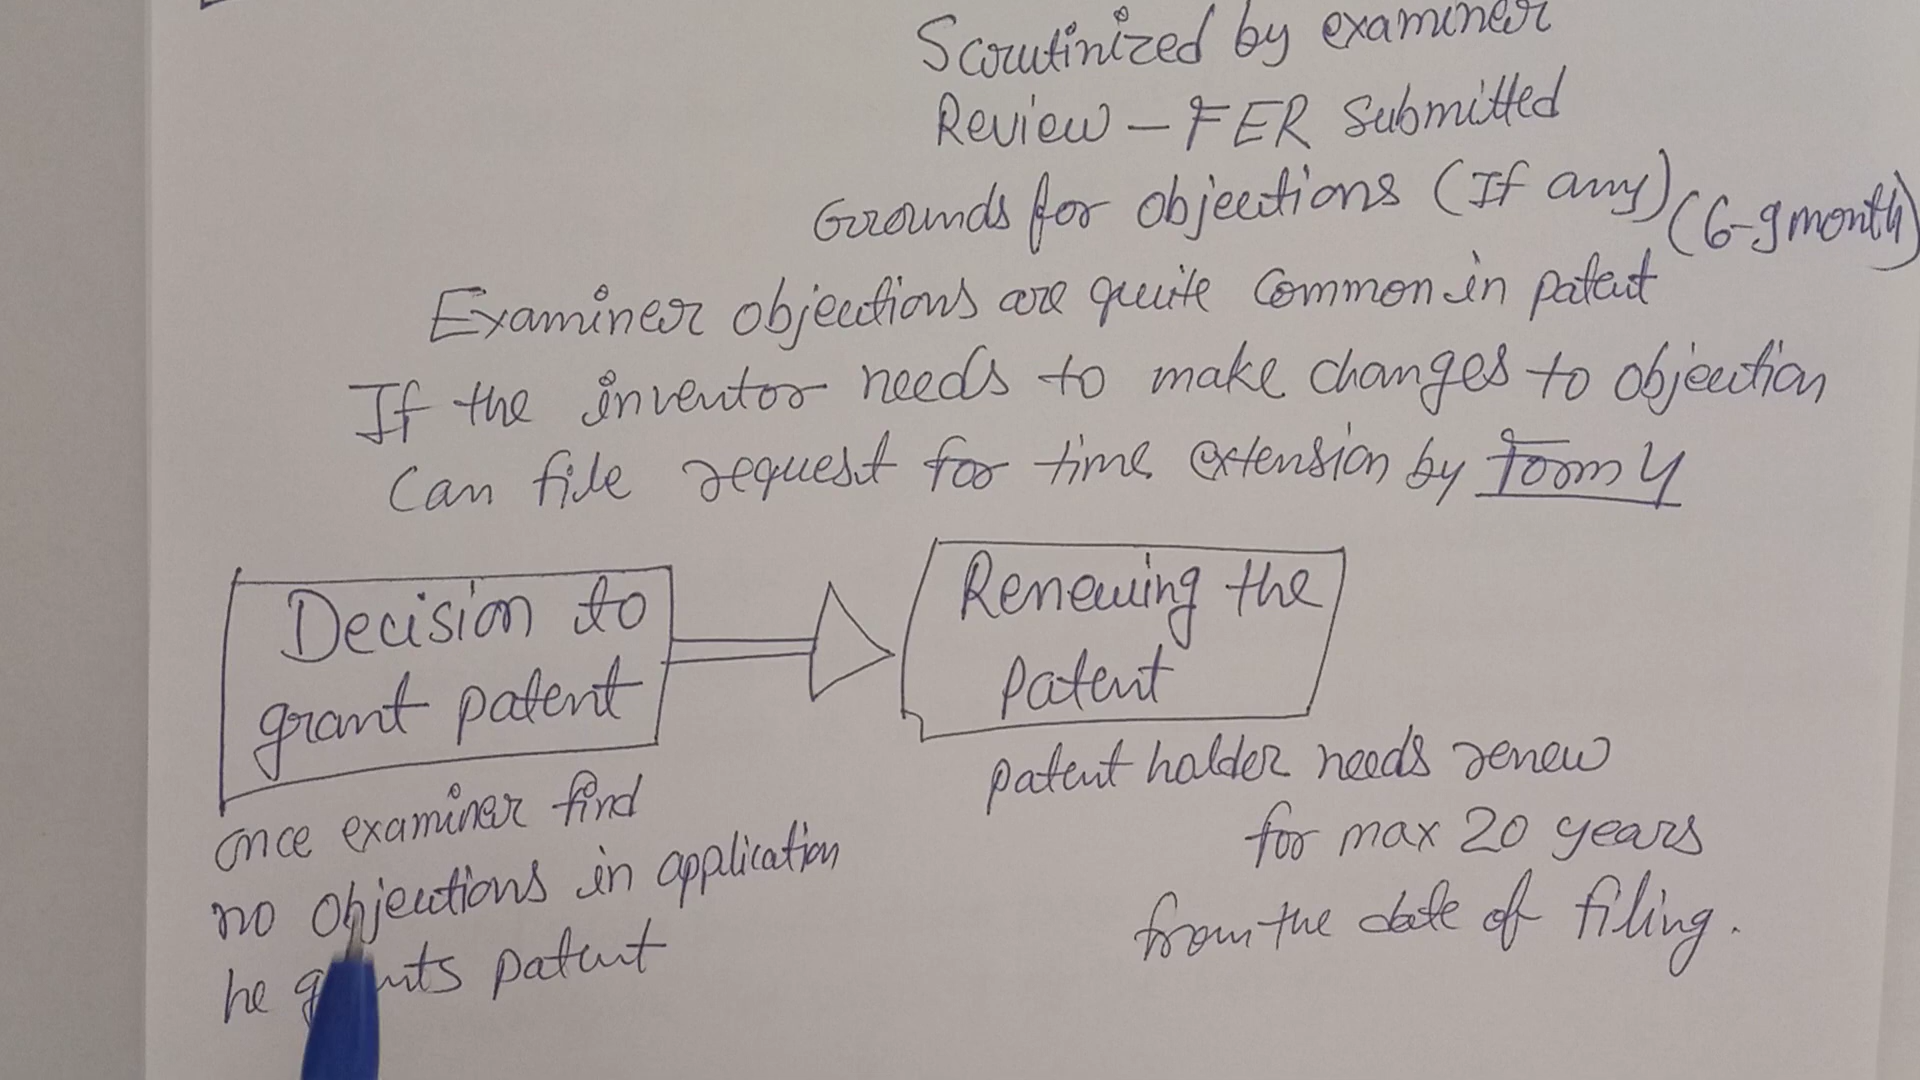 Scrutinized by examiner
Review - FER Submitted
Grounds for objections (If any) (6-9 month)
Examiner objections are quite common in patent
If the inventor needs to make changes to objection
Can file request for time extension by Form 4
Decision to
grant patent
once examiner find
no objections in application
he grants patent
Renewing the
patent
patent holder needs renew
for max 20 years
from the date of filing.